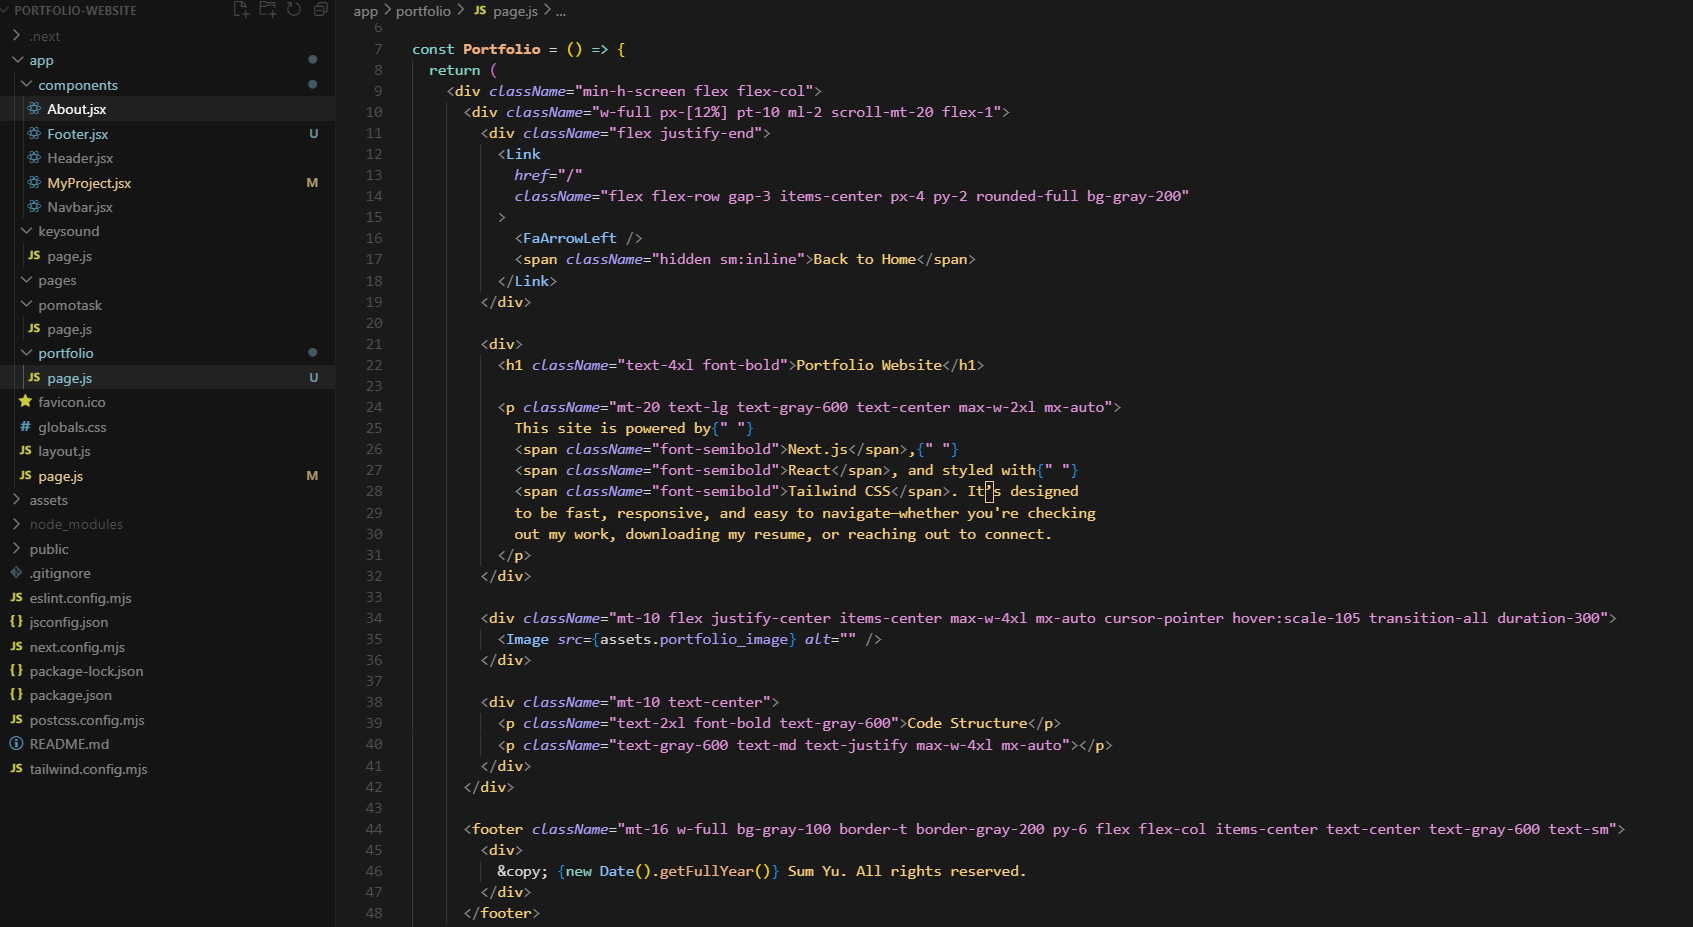 PORTFOLIO-WEBSITE
.next
app
components
About.jsx
Footer.jsx U
Header.jsx
MyProject.jsx M
Navbar.jsx
keysound
JS page.js
pages
pomotask
JS page.js
portfolio
JS page.js U
favicon.ico
# globals.css
JS layout.js
JS page.js M
assets
node_modules
public
.gitignore
JS eslint.config.mjs
{} jsconfig.json
JS next.config.mjs
{} package-lock.json
{} package.json
JS postcss.config.mjs
README.md
JS tailwind.config.mjs
app > portfolio > JS page.js > ...
6
7 const Portfolio = () => {
8 return (
9 <div className="min-h-screen flex flex-col">
10 <div className="w-full px-[12%] pt-10 ml-2 scroll-mt-20 flex-1">
11 <div className="flex justify-end">
12 <Link
13 href="/"
14 className="flex flex-row gap-3 items-center px-4 py-2 rounded-full bg-gray-200"
15 >
16 <FaArrowLeft />
17 <span className="hidden sm:inline">Back to Home</span>
18 </Link>
19 </div>
20
21 <div>
22 <h1 className="text-4xl font-bold">Portfolio Website</h1>
23
24 <p className="mt-20 text-lg text-gray-600 text-center max-w-2xl mx-auto">
25 This site is powered by{" "}
26 <span className="font-semibold">Next.js</span>,{" "}
27 <span className="font-semibold">React</span>, and styled with{" "}
28 <span className="font-semibold">Tailwind CSS</span>. It’s designed
29 to be fast, responsive, and easy to navigate—whether you're checking
30 out my work, downloading my resume, or reaching out to connect.
31 </p>
32 </div>
33
34 <div className="mt-10 flex justify-center items-center max-w-4xl mx-auto cursor-pointer hover:scale-105 transition-all duration-300">
35 <Image src={assets.portfolio_image} alt="" />
36 </div>
37
38 <div className="mt-10 text-center">
39 <p className="text-2xl font-bold text-gray-600">Code Structure</p>
40 <p className="text-gray-600 text-md text-justify max-w-4xl mx-auto"></p>
41 </div>
42 </div>
43
44 <footer className="mt-16 w-full bg-gray-100 border-t border-gray-200 py-6 flex flex-col items-center text-center text-gray-600 text-sm">
45 <div>
46 &copy; {new Date().getFullYear()} Sum Yu. All rights reserved.
47 </div>
48 </footer>